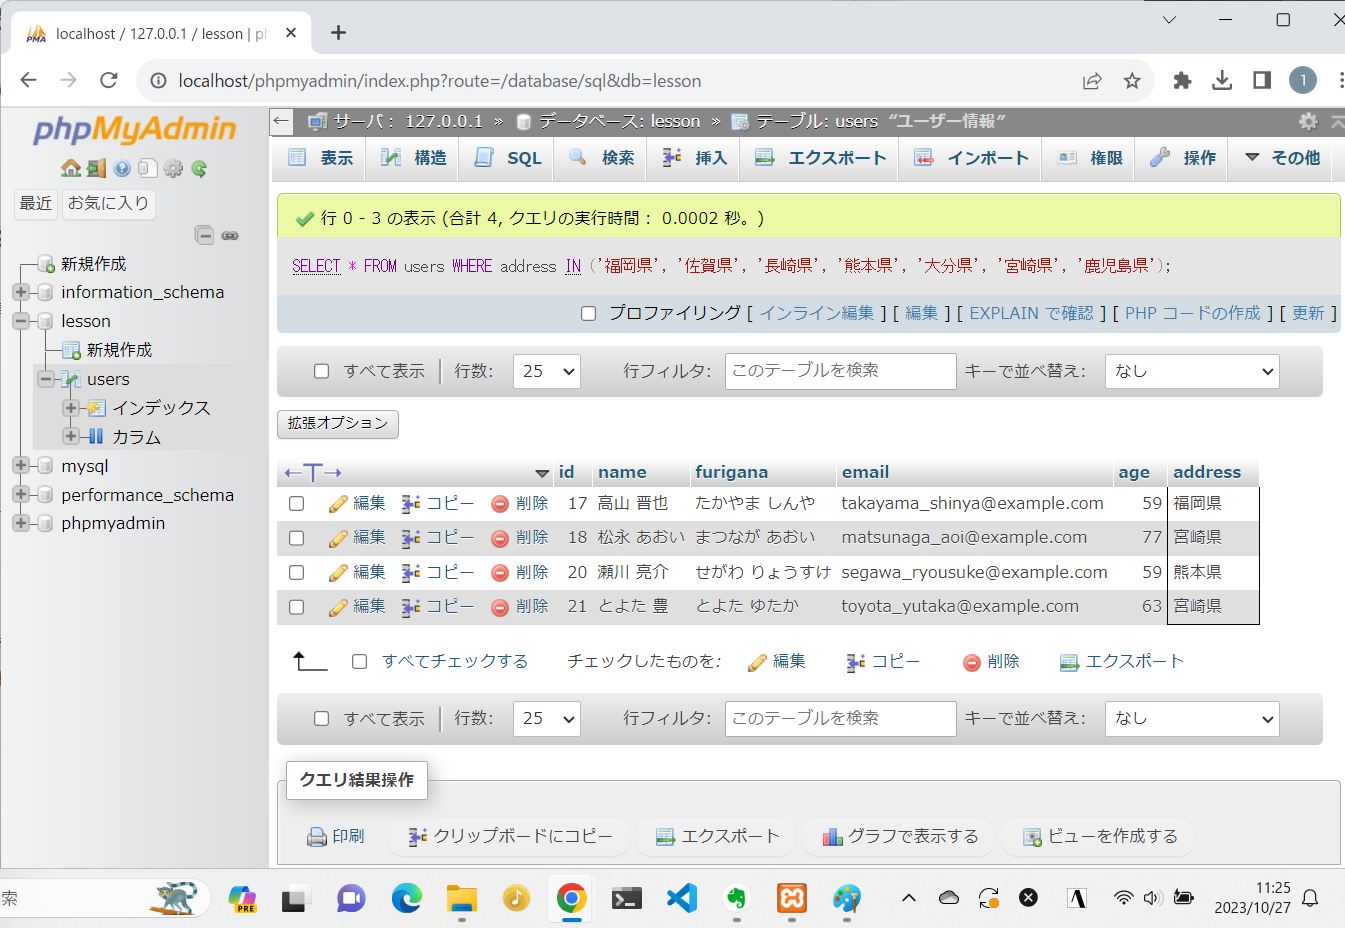 localhost / 127.0.0.1 / lesson | ph
localhost/phpmyadmin/index.php?route=/database/sql&db=lesson
1
phpMyAdmin
最近 お気に入り
新規作成
information_schema
lesson
新規作成
users
インデックス
カラム
mysql
performance_schema
phpmyadmin
サーバ: 127.0.0.1 » データベース: lesson » テーブル: users “ユーザー情報”
表示 構造 SQL 検索 挿入 エクスポート インポート 権限 操作 その他
行 0 - 3 の表示 (合計 4, クエリの実行時間: 0.0002 秒。)
SELECT * FROM users WHERE address IN ('福岡県', '佐賀県', '長崎県', '熊本県', '大分県', '宮崎県', '鹿児島県');
プロファイリング [ インライン編集 ] [ 編集 ] [ EXPLAIN で確認 ] [ PHP コードの作成 ] [ 更新 ]
すべて表示 行数: 25 行フィルタ: このテーブルを検索 キーで並べ替え: なし
拡張オプション
←T→ id name furigana email age address
編集 コピー 削除 17 高山 晋也 たかやま しんや takayama_shinya@example.com 59 福岡県
編集 コピー 削除 18 松永 あおい まつなが あおい matsunaga_aoi@example.com 77 宮崎県
編集 コピー 削除 20 瀬川 亮介 せがわ りょうすけ segawa_ryousuke@example.com 59 熊本県
編集 コピー 削除 21 とよた 豊 とよた ゆたか toyota_yutaka@example.com 63 宮崎県
すべてチェックする チェックしたものを: 編集 コピー 削除 エクスポート
すべて表示 行数: 25 行フィルタ: このテーブルを検索 キーで並べ替え: なし
クエリ結果操作
印刷 クリップボードにコピー エクスポート グラフで表示する ビューを作成する
索
PRE
A
11:25
2023/10/27